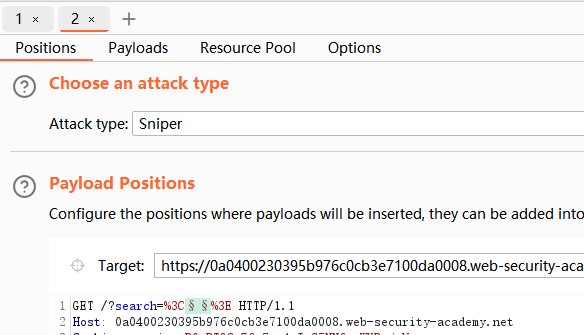 1 × 2 × +
Positions Payloads Resource Pool Options
? Choose an attack type
Attack type: Sniper
? Payload Positions
Configure the positions where payloads will be inserted, they can be added into
Target: https://0a0400230395b976c0cb3e7100da0008.web-security-aca
1 GET /?search=%3C§§%3E HTTP/1.1
2 Host: 0a0400230395b976c0cb3e7100da0008.web-security-academy.net